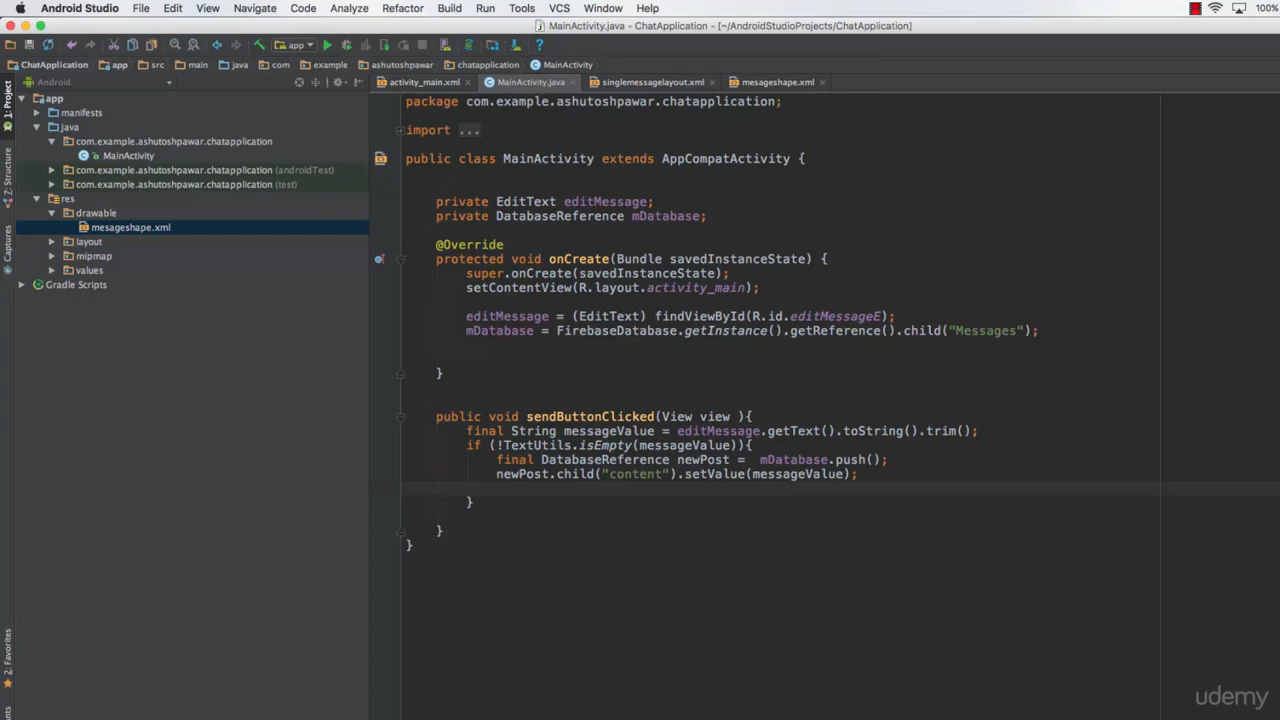 Android Studio File Edit View Navigate Code Analyze Refactor Build Run Tools VCS Window Help 100%
MainActivity.java - ChatApplication - [~/AndroidStudioProjects/ChatApplication]
app
ChatApplication app src main java com example ashutoshpawar chatapplication MainActivity
Android
activity_main.xml MainActivity.java singlemessagelayout.xml mesageshape.xml
1: Project
Z: Structure
Captures
2: Favorites
app
manifests
java
com.example.ashutoshpawar.chatapplication
MainActivity
com.example.ashutoshpawar.chatapplication (androidTest)
com.example.ashutoshpawar.chatapplication (test)
res
drawable
mesageshape.xml
layout
mipmap
values
Gradle Scripts
package com.example.ashutoshpawar.chatapplication;
import ...
public class MainActivity extends AppCompatActivity {
private EditText editMessage;
private DatabaseReference mDatabase;
@Override
protected void onCreate(Bundle savedInstanceState) {
super.onCreate(savedInstanceState);
setContentView(R.layout.activity_main);
editMessage = (EditText) findViewById(R.id.editMessageE);
mDatabase = FirebaseDatabase.getInstance().getReference().child("Messages");
}
public void sendButtonClicked(View view ){
final String messageValue = editMessage.getText().toString().trim();
if (!TextUtils.isEmpty(messageValue)){
final DatabaseReference newPost =  mDatabase.push();
newPost.child("content").setValue(messageValue);
}
}
}
udemy